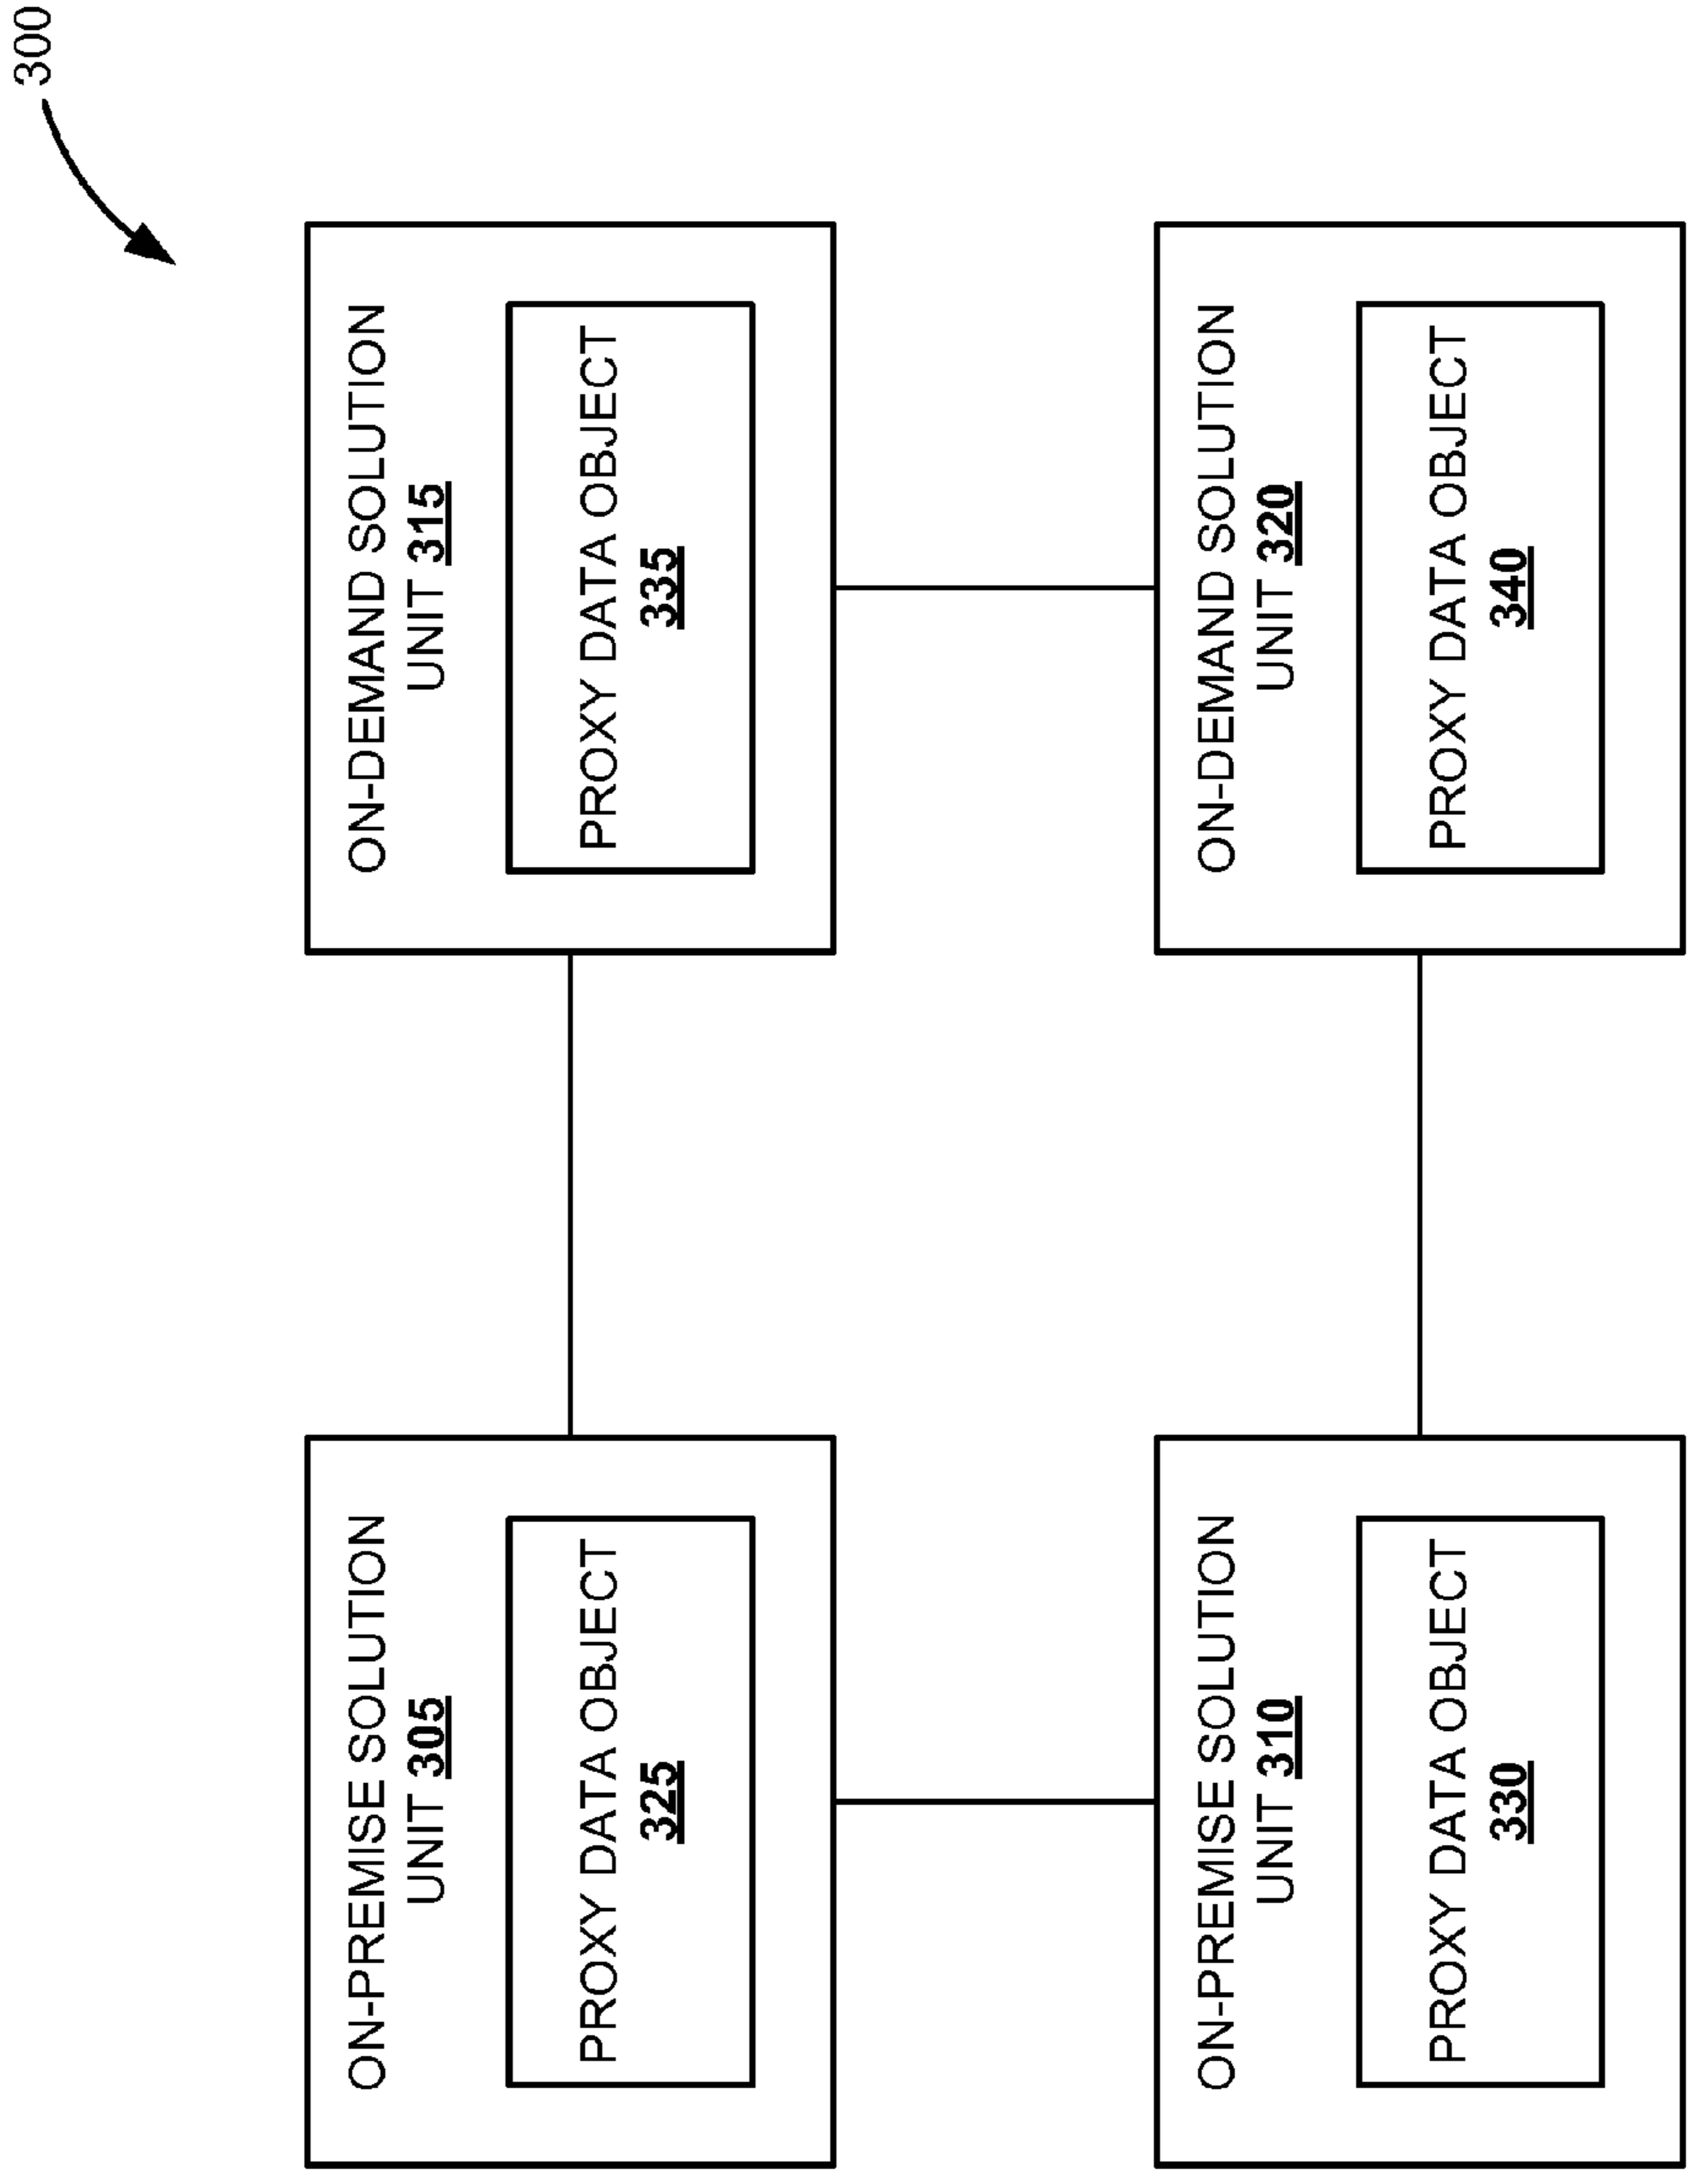 300
ON-PREMISE SOLUTION
UNIT 305
PROXY DATA OBJECT
325
ON-DEMAND SOLUTION
UNIT 315
PROXY DATA OBJECT
335
ON-PREMISE SOLUTION
UNIT 310
PROXY DATA OBJECT
330
ON-DEMAND SOLUTION
UNIT 320
PROXY DATA OBJECT
340